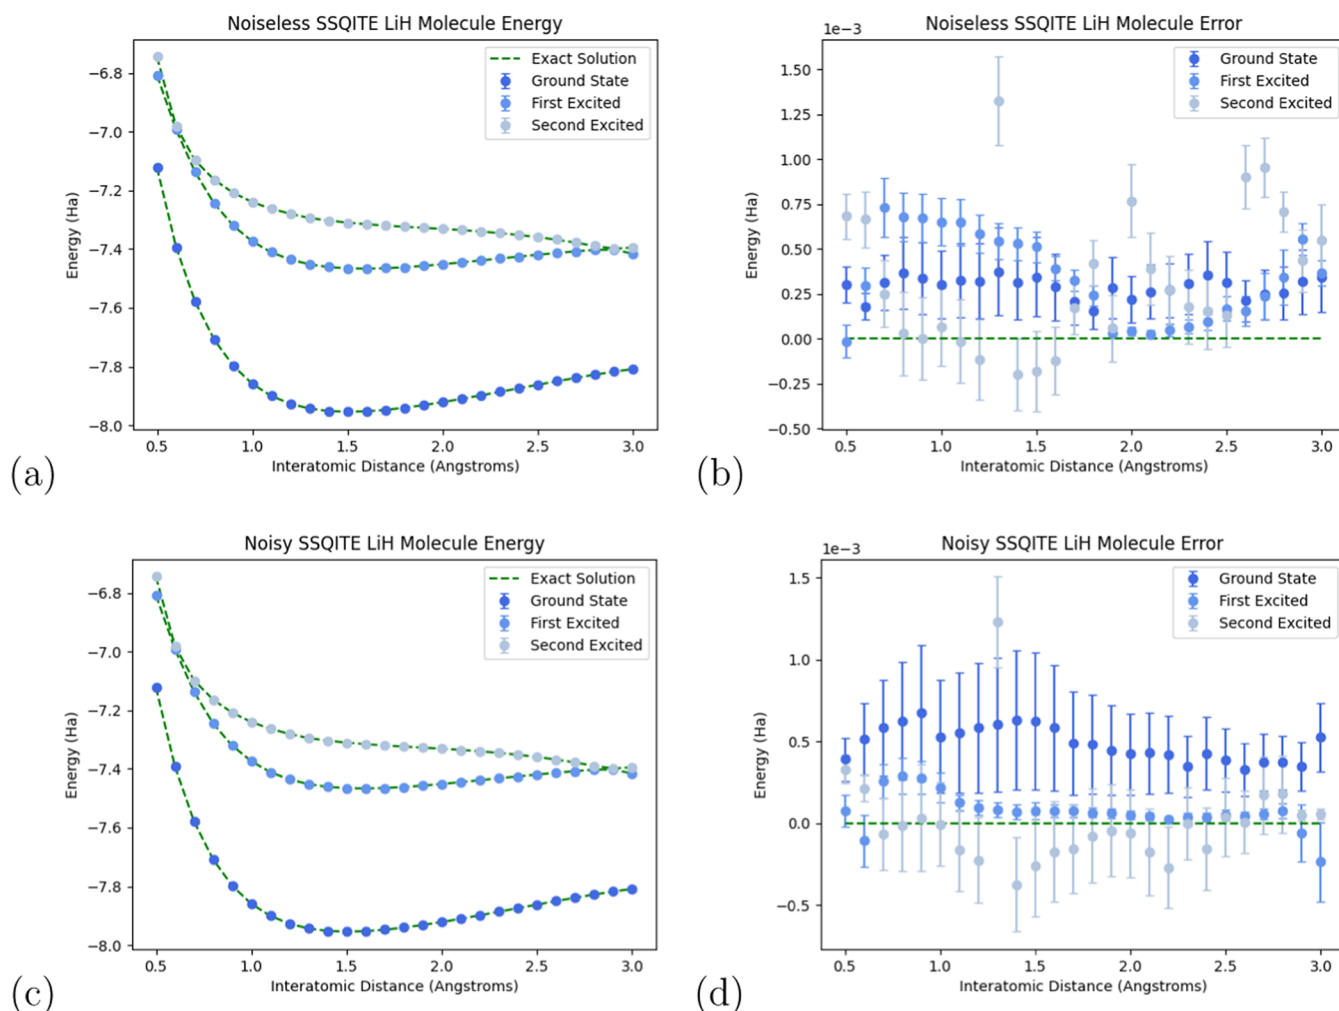 Noiseless SSQITE LiH Molecule Energy
Exact Solution
Ground State
First Excited
Second Excited
Energy (Ha)
−6.8
−7.0
−7.2
−7.4
−7.6
−7.8
−8.0
0.5 1.0 1.5 2.0 2.5 3.0
Interatomic Distance (Angstroms)
(a)
Noiseless SSQITE LiH Molecule Error
1e−3
Ground State
First Excited
Second Excited
Energy (Ha)
1.50
1.25
1.00
0.75
0.50
0.25
0.00
−0.25
−0.50
0.5 1.0 1.5 2.0 2.5 3.0
Interatomic Distance (Angstroms)
(b)
Noisy SSQITE LiH Molecule Energy
Exact Solution
Ground State
First Excited
Second Excited
Energy (Ha)
−6.8
−7.0
−7.2
−7.4
−7.6
−7.8
−8.0
0.5 1.0 1.5 2.0 2.5 3.0
Interatomic Distance (Angstroms)
(c)
Noisy SSQITE LiH Molecule Error
1e−3
Ground State
First Excited
Second Excited
Energy (Ha)
1.5
1.0
0.5
0.0
−0.5
0.5 1.0 1.5 2.0 2.5 3.0
Interatomic Distance (Angstroms)
(d)